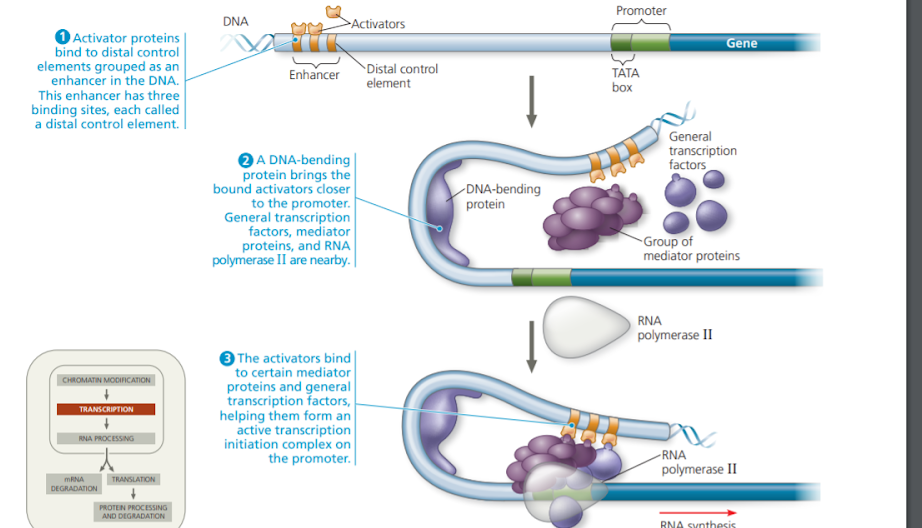 DNA
Activators
Promoter
1 Activator proteins
bind to distal control
elements grouped as an
enhancer in the DNA.
This enhancer has three
binding sites, each called
a distal control element.
Gene
Enhancer
Distal control
element
TATA
box
2 A DNA-bending
protein brings the
bound activators closer
to the promoter.
General transcription
factors, mediator
proteins, and RNA
polymerase II are nearby.
General
transcription
factors
DNA-bending
protein
Group of
mediator proteins
RNA
polymerase II
3 The activators bind
to certain mediator
proteins and general
transcription factors,
helping them form an
active transcription
initiation complex on
the promoter.
CHROMATIN MODIFICATION
TRANSCRIPTION
RNA PROCESSING
mRNA
DEGRADATION
TRANSLATION
PROTEIN PROCESSING
AND DEGRADATION
RNA
polymerase II
RNA synthesis